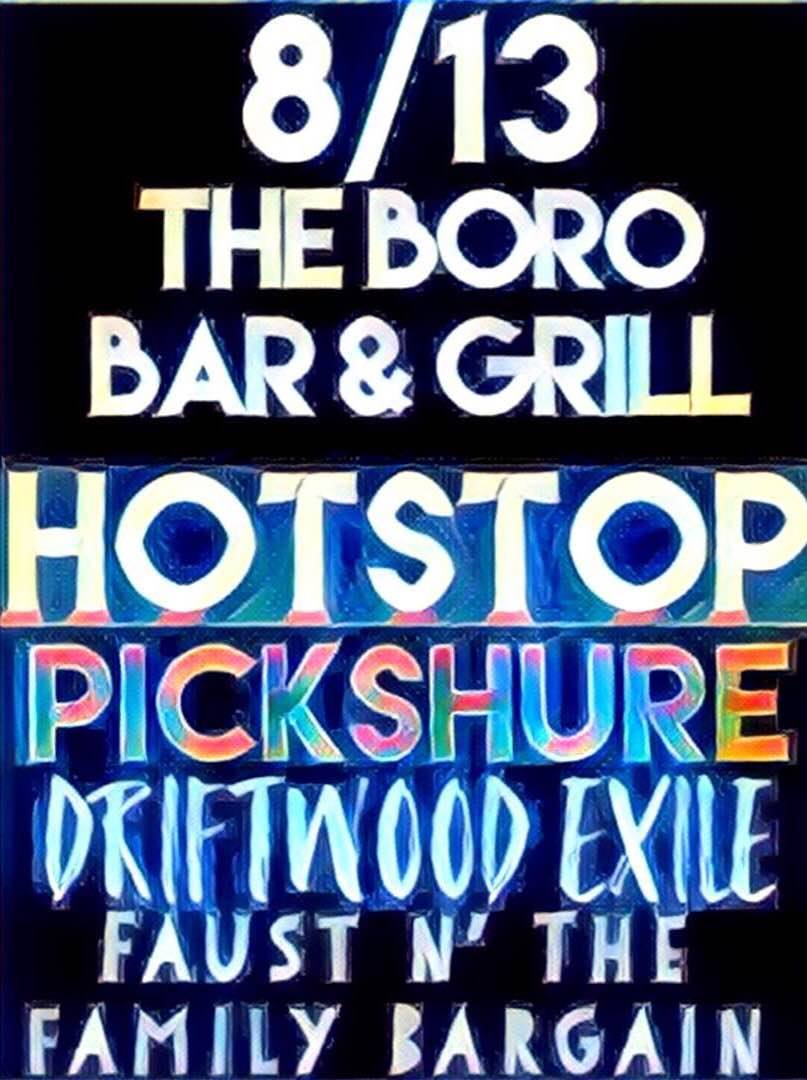 8/13
THE BORO
BAR & GRILL
HOTSTOP
PICKSHURE
DRIFTWOOD EXILE
FAUST N' THE
FAMILY BARGAIN